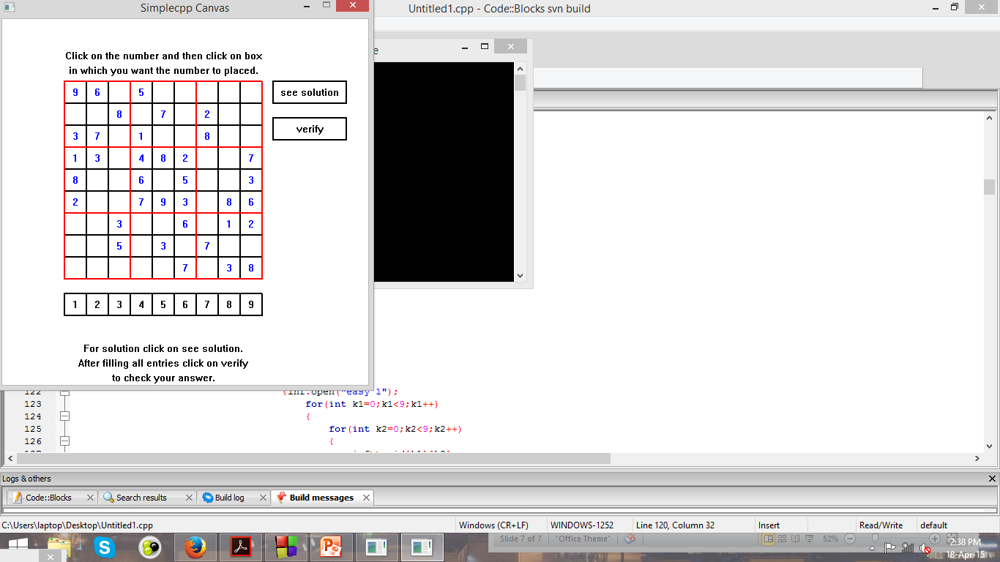 Simplecpp Canvas
Untitled1.cpp - Code::Blocks svn build
Click on the number and then click on box
in which you want the number to placed.
9 6 5
8 7 2
3 7 1 8
1 3 4 8 2 7
8 6 5 3
2 7 9 3 8 6
3 6 1 2
5 3 7
7 3 8
see solution
verify
1 2 3 4 5 6 7 8 9
For solution click on see solution.
After filling all entries click on verify
to check your answer.
e
122 {inf.open("easy 1");
123 for(int k1=0;k1<9;k1++)
124 {
125 for(int k2=0;k2<9;k2++)
126 {
Logs & others
Code::Blocks
Search results
Build log
Build messages
C:\Users\laptop\Desktop\Untitled1.cpp
Windows (CR+LF)
WINDOWS-1252
Line 120, Column 32
Insert
Read/Write
default
Slide 7 of 7
"Office Theme"
52%
2:38 PM
18-Apr-15